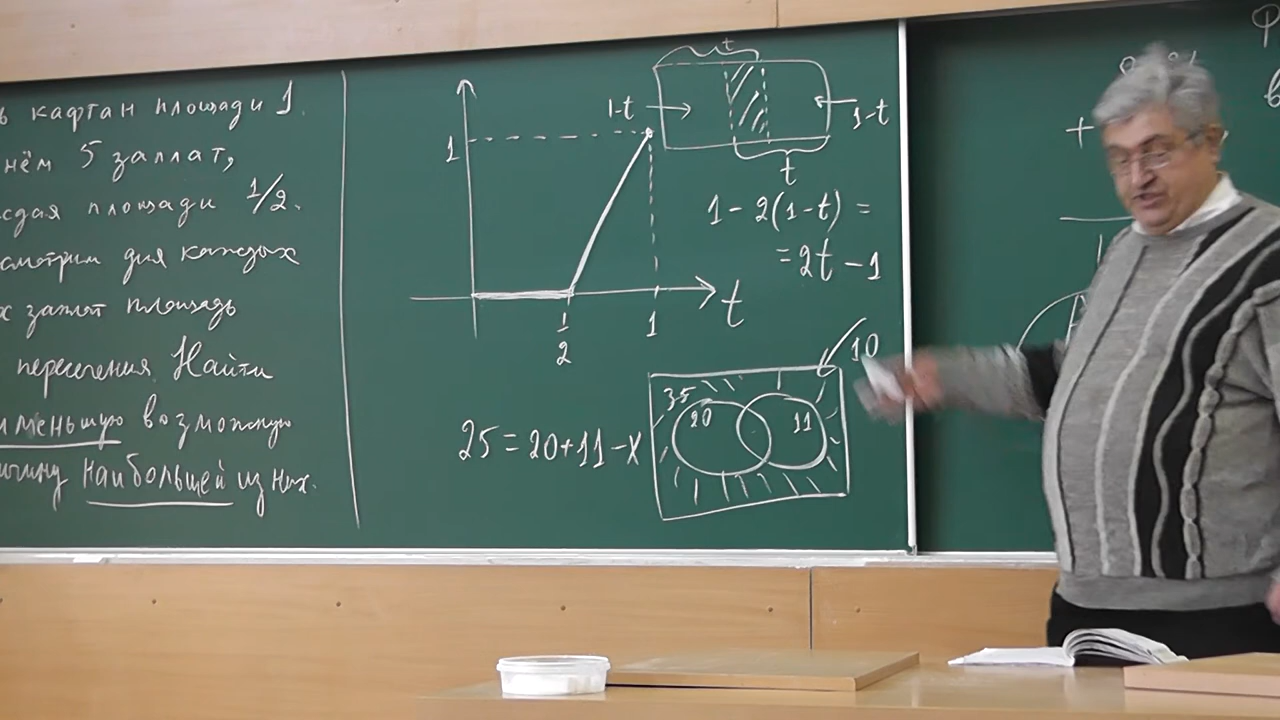 в кафтан площади 1.
нём 5 заплат,
площади 1/2.
смотрим для каждых
х заплат площадь
пересечения. Найти
меньшую возможную
чину наибольшей из них.
1
1/2
1
t
t
1-t
1-t
t
1 - 2(1-t) =
= 2t - 1
10
35
20
11
25 = 20 + 11 - x
+